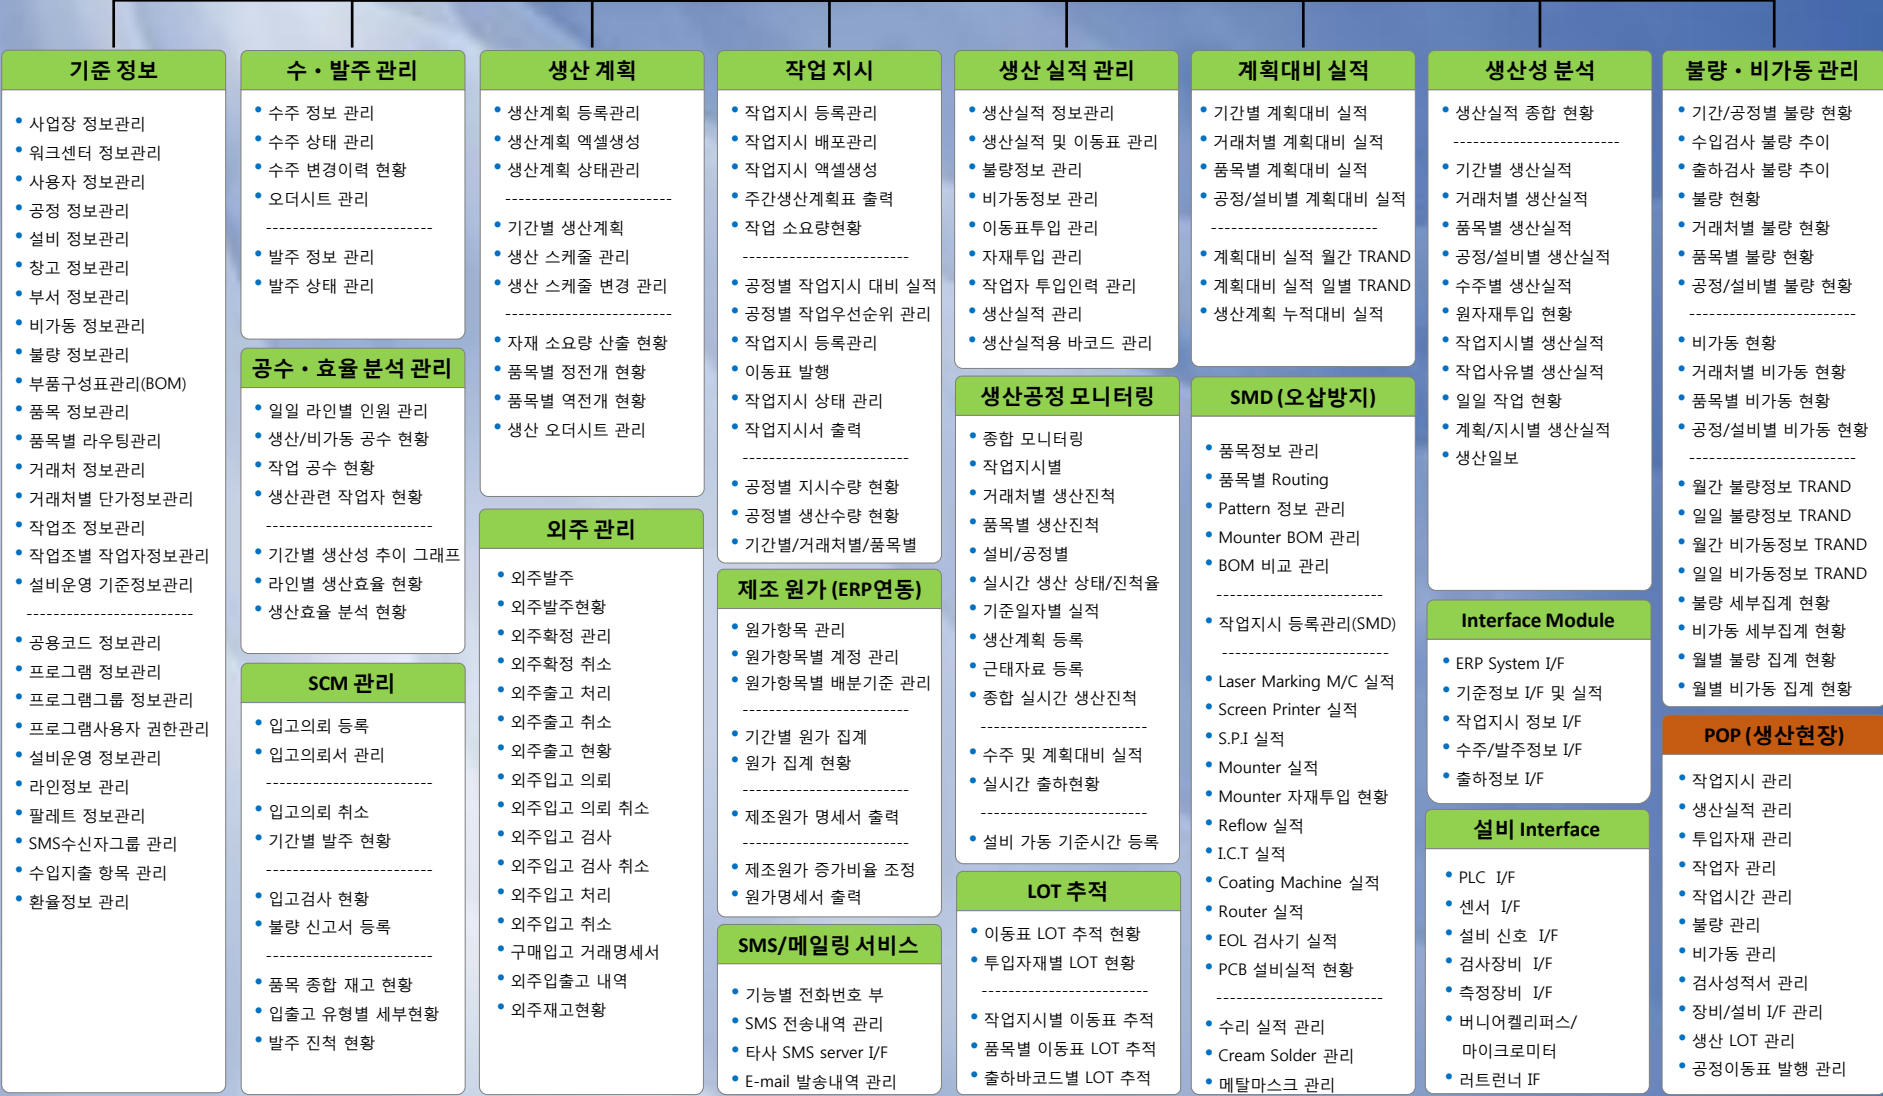 기준 정보
사업장 정보관리
워크센터 정보관리
사용자 정보관리
공정 정보관리
설비 정보관리
창고 정보관리
부서 정보관리
비가동 정보관리
불량 정보관리
부품구성표관리(BOM)
품목 정보관리
품목별 라우팅관리
거래처 정보관리
거래처별 단가정보관리
작업조 정보관리
작업조별 작업자정보관리
설비운영 기준정보관리
-------------------------
공용코드 정보관리
프로그램 정보관리
프로그램그룹 정보관리
프로그램사용자 권한관리
설비운영 정보관리
라인정보 관리
팔레트 정보관리
SMS수신자그룹 관리
수입지출 항목 관리
환율정보 관리
수・발주 관리
수주 정보 관리
수주 상태 관리
수주 변경이력 현황
오더시트 관리
-------------------------
발주 정보 관리
발주 상태 관리
공수・효율 분석 관리
일일 라인별 인원 관리
생산/비가동 공수 현황
작업 공수 현황
생산관련 작업자 현황
-------------------------
기간별 생산성 추이 그래프
라인별 생산효율 현황
생산효율 분석 현황
SCM 관리
입고의뢰 등록
입고의뢰서 관리
-------------------------
입고의뢰 취소
기간별 발주 현황
-------------------------
입고검사 현황
불량 신고서 등록
-------------------------
품목 종합 재고 현황
입출고 유형별 세부현황
발주 진척 현황
생산 계획
생산계획 등록관리
생산계획 엑셀생성
생산계획 상태관리
-------------------------
기간별 생산계획
생산 스케줄 관리
생산 스케줄 변경 관리
-------------------------
자재 소요량 산출 현황
품목별 정전개 현황
품목별 역전개 현황
생산 오더시트 관리
외주 관리
외주발주
외주발주현황
외주확정 관리
외주확정 취소
외주출고 처리
외주출고 취소
외주출고 현황
외주입고 의뢰
외주입고 의뢰 취소
외주입고 검사
외주입고 검사 취소
외주입고 처리
외주입고 취소
구매입고 거래명세서
외주입출고 내역
외주재고현황
작업 지시
작업지시 등록관리
작업지시 배포관리
작업지시 액셀생성
주간생산계획표 출력
작업 소요량현황
-------------------------
공정별 작업지시 대비 실적
공정별 작업우선순위 관리
작업지시 등록관리
이동표 발행
작업지시 상태 관리
작업지시서 출력
-------------------------
공정별 지시수량 현황
공정별 생산수량 현황
기간별/거래처별/품목별
제조 원가 (ERP연동)
원가항목 관리
원가항목별 계정 관리
원가항목별 배분기준 관리
-------------------------
기간별 원가 집계
원가 집계 현황
-------------------------
제조원가 명세서 출력
-------------------------
제조원가 증가비율 조정
원가명세서 출력
SMS/메일링 서비스
기능별 전화번호 부
SMS 전송내역 관리
타사 SMS server I/F
E-mail 발송내역 관리
생산 실적 관리
생산실적 정보관리
생산실적 및 이동표 관리
불량정보 관리
비가동정보 관리
이동표투입 관리
자재투입 관리
작업자 투입인력 관리
생산실적 관리
생산실적용 바코드 관리
생산공정 모니터링
종합 모니터링
작업지시별
거래처별 생산진척
품목별 생산진척
설비/공정별
실시간 생산 상태/진척율
기준일자별 실적
생산계획 등록
근태자료 등록
종합 실시간 생산진척
-------------------------
수주 및 계획대비 실적
실시간 출하현황
-------------------------
설비 가동 기준시간 등록
LOT 추적
이동표 LOT 추적 현황
투입자재별 LOT 현황
-------------------------
작업지시별 이동표 추적
품목별 이동표 LOT 추적
출하바코드별 LOT 추적
계획대비 실적
기간별 계획대비 실적
거래처별 계획대비 실적
품목별 계획대비 실적
공정/설비별 계획대비 실적
-------------------------
계획대비 실적 월간 TRAND
계획대비 실적 일별 TRAND
생산계획 누적대비 실적
SMD (오삽방지)
품목정보 관리
품목별 Routing
Pattern 정보 관리
Mounter BOM 관리
BOM 비교 관리
-------------------------
작업지시 등록관리(SMD)
-------------------------
Laser Marking M/C 실적
Screen Printer 실적
S.P.I 실적
Mounter 실적
Mounter 자재투입 현황
Reflow 실적
I.C.T 실적
Coating Machine 실적
Router 실적
EOL 검사기 실적
PCB 설비실적 현황
-------------------------
수리 실적 관리
Cream Solder 관리
메탈마스크 관리
생산성 분석
생산실적 종합 현황
-------------------------
기간별 생산실적
거래처별 생산실적
품목별 생산실적
공정/설비별 생산실적
수주별 생산실적
원자재투입 현황
작업지시별 생산실적
작업사유별 생산실적
일일 작업 현황
계획/지시별 생산실적
생산일보
Interface Module
ERP System I/F
기준정보 I/F 및 실적
작업지시 정보 I/F
수주/발주정보 I/F
출하정보 I/F
설비 Interface
PLC I/F
센서 I/F
설비 신호 I/F
검사장비 I/F
측정장비 I/F
버니어켈리퍼스/
마이크로미터
러트런너 IF
불량・비가동 관리
기간/공정별 불량 현황
수입검사 불량 추이
출하검사 불량 추이
불량 현황
거래처별 불량 현황
품목별 불량 현황
공정/설비별 불량 현황
-------------------------
비가동 현황
거래처별 비가동 현황
품목별 비가동 현황
공정/설비별 비가동 현황
-------------------------
월간 불량정보 TRAND
일일 불량정보 TRAND
월간 비가동정보 TRAND
일일 비가동정보 TRAND
불량 세부집계 현황
비가동 세부집계 현황
월별 불량 집계 현황
월별 비가동 집계 현황
POP (생산현장)
작업지시 관리
생산실적 관리
투입자재 관리
작업자 관리
작업시간 관리
불량 관리
비가동 관리
검사성적서 관리
장비/설비 I/F 관리
생산 LOT 관리
공정이동표 발행 관리